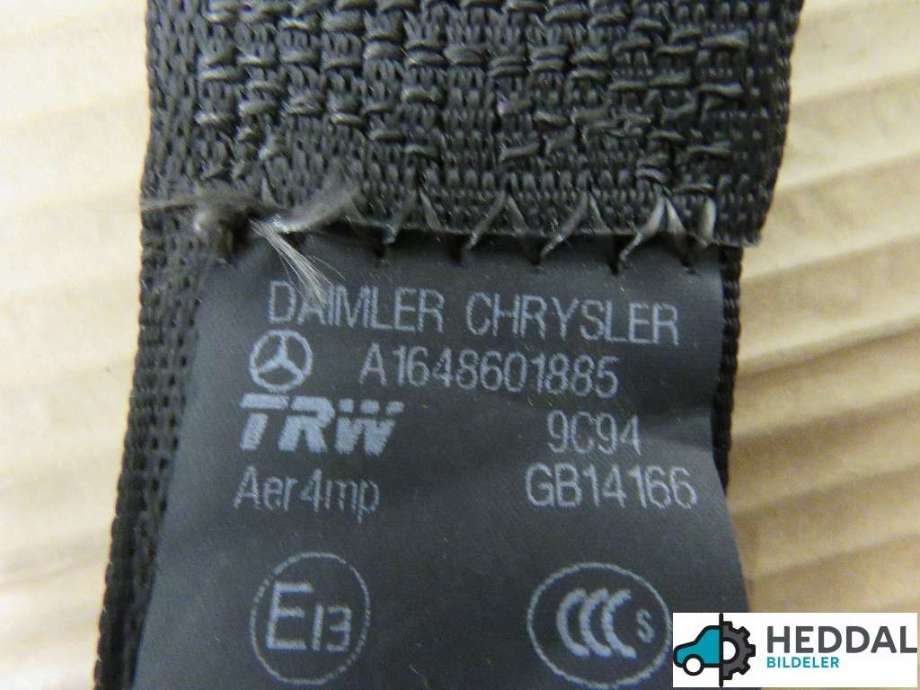 DAIMLER CHRYSLER
A1648601885
TRW 9C94
Aer4mp GB14166
E13 CCC S
HEDDAL
BILDELER